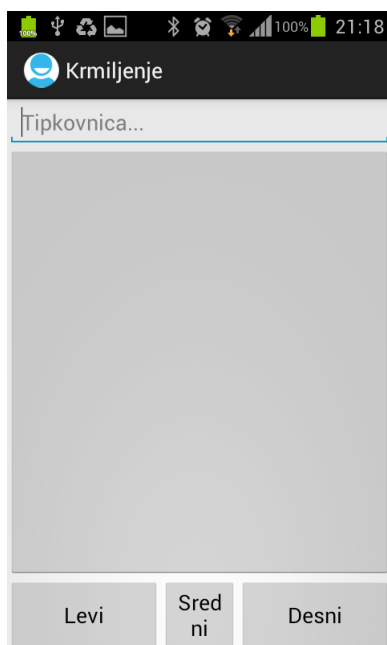 100% 100% 21:18
Krmiljenje
Tipkovnica...
Levi
Sred
ni
Desni